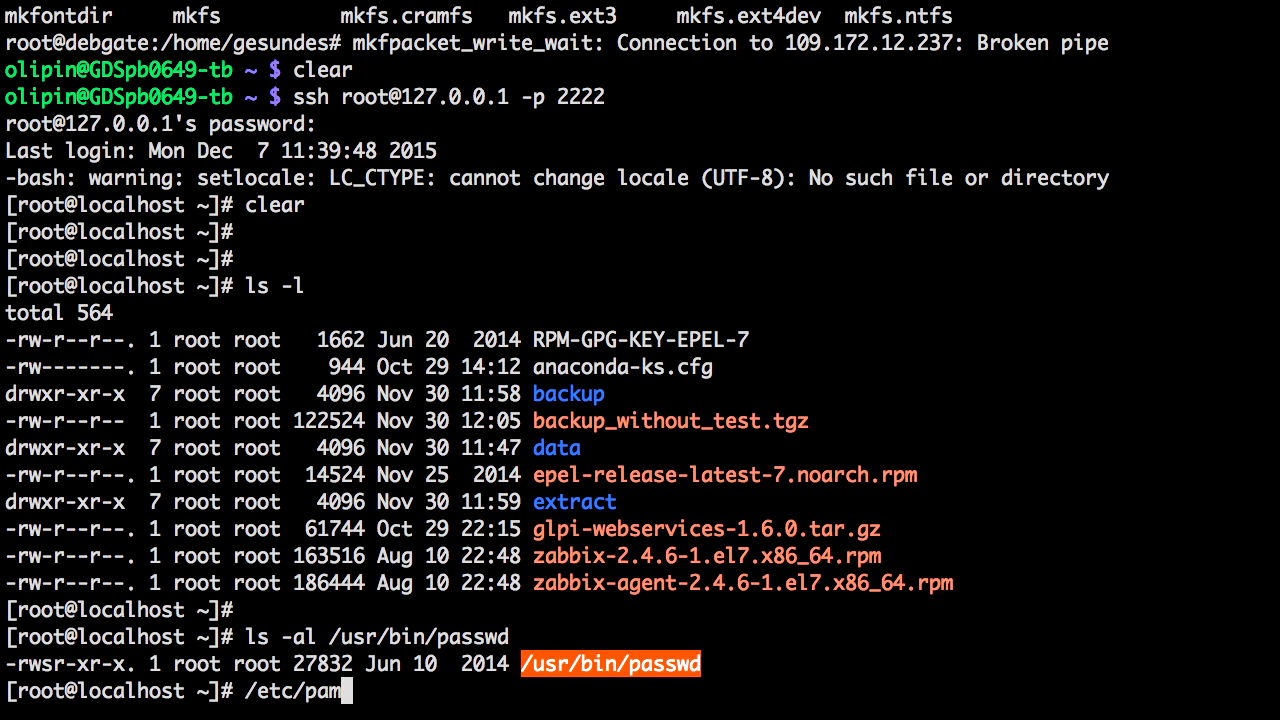 mkfontdir     mkfs          mkfs.cramfs   mkfs.ext3     mkfs.ext4dev  mkfs.ntfs
root@debgate:/home/gesundes# mkfpacket_write_wait: Connection to 109.172.12.237: Broken pipe
olipin@GDSpb0649-tb ~ $ clear
olipin@GDSpb0649-tb ~ $ ssh root@127.0.0.1 -p 2222
root@127.0.0.1's password:
Last login: Mon Dec  7 11:39:48 2015
-bash: warning: setlocale: LC_CTYPE: cannot change locale (UTF-8): No such file or directory
[root@localhost ~]# clear
[root@localhost ~]#
[root@localhost ~]#
[root@localhost ~]# ls -l
total 564
-rw-r--r--. 1 root root   1662 Jun 20  2014 RPM-GPG-KEY-EPEL-7
-rw-------. 1 root root    944 Oct 29 14:12 anaconda-ks.cfg
drwxr-xr-x  7 root root   4096 Nov 30 11:58 backup
-rw-r--r--  1 root root 122524 Nov 30 12:05 backup_without_test.tgz
drwxr-xr-x  7 root root   4096 Nov 30 11:47 data
-rw-r--r--. 1 root root  14524 Nov 25  2014 epel-release-latest-7.noarch.rpm
drwxr-xr-x  7 root root   4096 Nov 30 11:59 extract
-rw-r--r--. 1 root root  61744 Oct 29 22:15 glpi-webservices-1.6.0.tar.gz
-rw-r--r--. 1 root root 163516 Aug 10 22:48 zabbix-2.4.6-1.el7.x86_64.rpm
-rw-r--r--. 1 root root 186444 Aug 10 22:48 zabbix-agent-2.4.6-1.el7.x86_64.rpm
[root@localhost ~]#
[root@localhost ~]# ls -al /usr/bin/passwd
-rwsr-xr-x. 1 root root 27832 Jun 10  2014 /usr/bin/passwd
[root@localhost ~]# /etc/pam